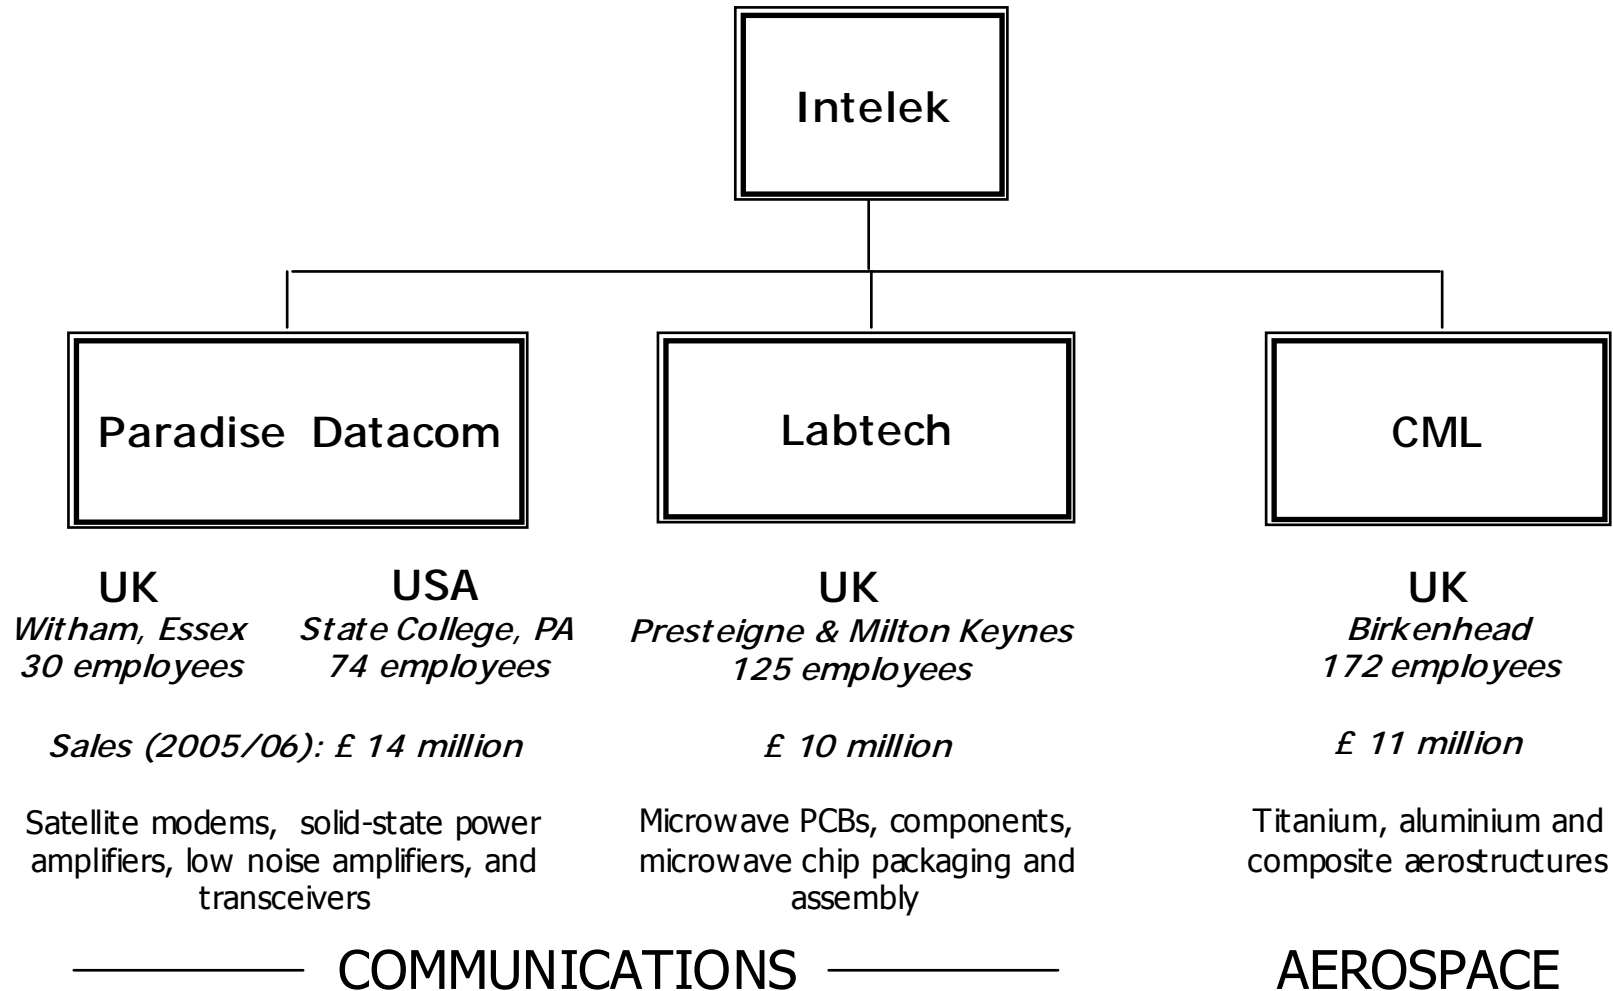 Intelek
Paradise Datacom
UK
Witham, Essex
30 employees
USA
State College, PA
74 employees
Sales (2005/06): £ 14 million
Satellite modems, solid-state power
amplifiers, low noise amplifiers, and
transceivers
Labtech
UK
Presteigne & Milton Keynes
125 employees
£ 10 million
Microwave PCBs, components,
microwave chip packaging and
assembly
COMMUNICATIONS
CML
UK
Birkenhead
172 employees
£ 11 million
Titanium, aluminium and
composite aerostructures
AEROSPACE